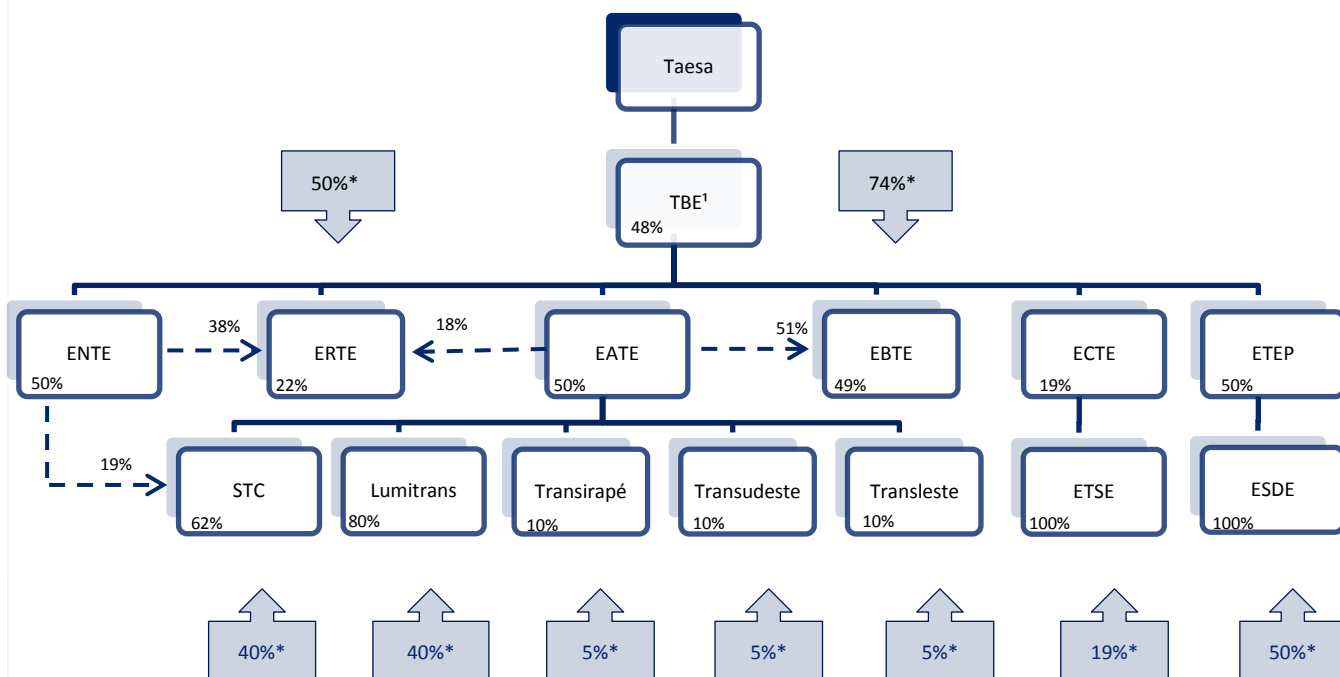 Taesa
50%*
74%*
TBE¹
48%
38%
18%
51%
ENTE
ERTE
EATE
EBTE
ECTE
ETEP
50%
22%
50%
49%
19%
50%
19%
STC
Lumitrans
Transirapé
Transudeste
Transleste
ETSE
ESDE
62%
80%
10%
10%
10%
100%
100%
40%*
40%*
5%*
5%*
5%*
19%*
50%*